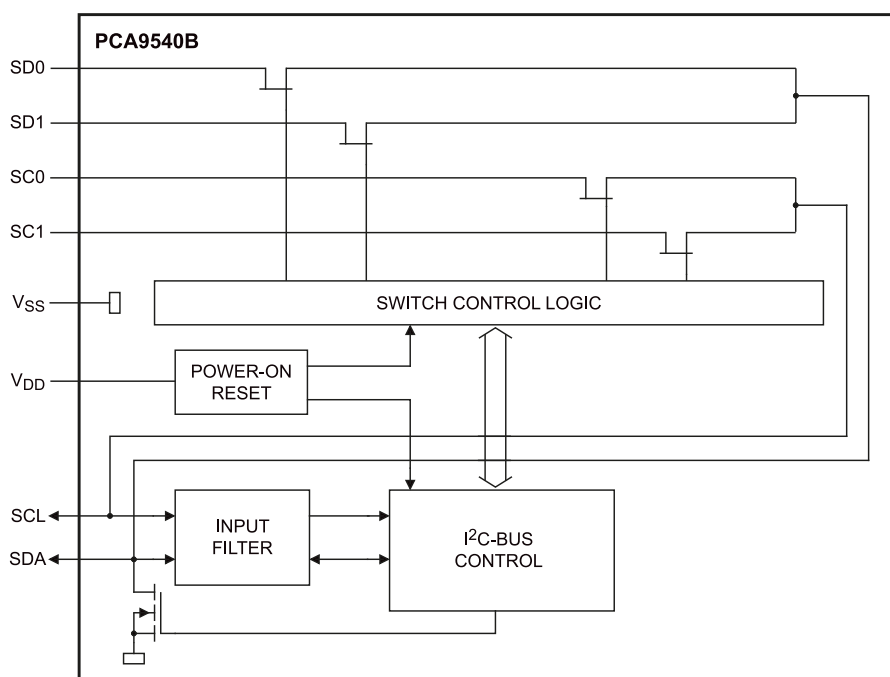 PCA9540B
SD0
SD1
SC0
SC1
VSS
SWITCH CONTROL LOGIC
VDD
POWER-ON
RESET
SCL
SDA
INPUT
FILTER
I²C-BUS
CONTROL